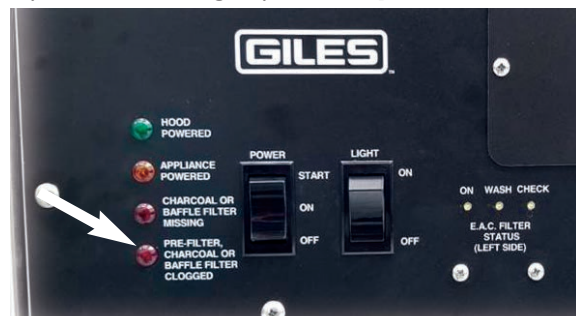 GILES
HOOD
POWERED
APPLIANCE
POWERED
CHARCOAL OR
BAFFLE FILTER
MISSING
PRE-FILTER,
CHARCOAL OR
BAFFLE FILTER
CLOGGED
POWER
START
ON
OFF
LIGHT
ON
OFF
ON WASH CHECK
E.A.C. FILTER
STATUS
(LEFT SIDE)